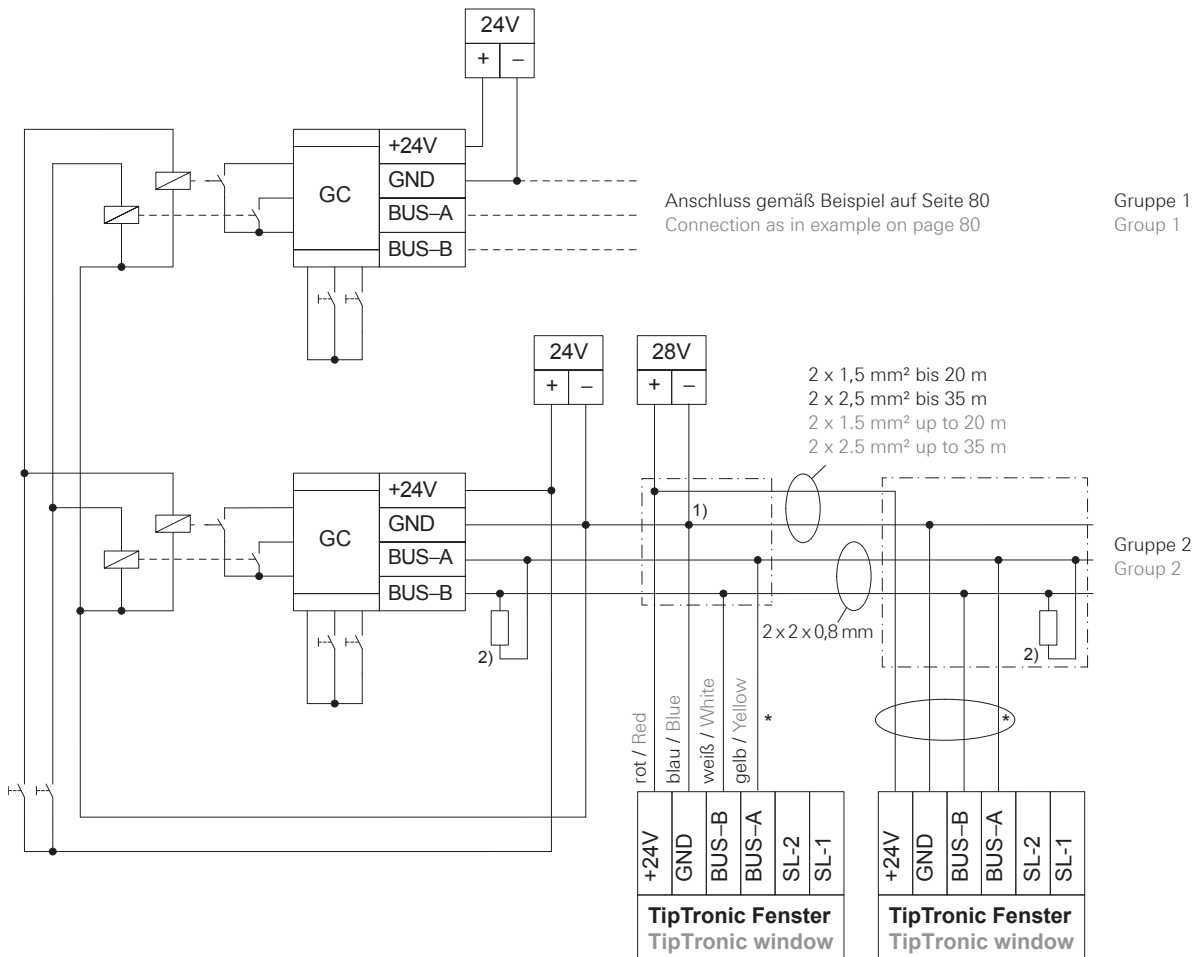 24V
+ –
+24V
GND
BUS–A
BUS–B
GC
Anschluss gemäß Beispiel auf Seite 80
Connection as in example on page 80
Gruppe 1
Group 1
24V
+ –
28V
+ –
2 x 1,5 mm² bis 20 m
2 x 2,5 mm² bis 35 m
2 x 1.5 mm² up to 20 m
2 x 2.5 mm² up to 35 m
+24V
GND
BUS–A
BUS–B
GC
1)
2)
2 x 2 x 0,8 mm
2)
Gruppe 2
Group 2
rot / Red
blau / Blue
weiß / White
gelb / Yellow
*
*
+24V
GND
BUS–B
BUS–A
SL-2
SL-1
TipTronic Fenster
TipTronic window
+24V
GND
BUS–B
BUS–A
SL-2
SL-1
TipTronic Fenster
TipTronic window